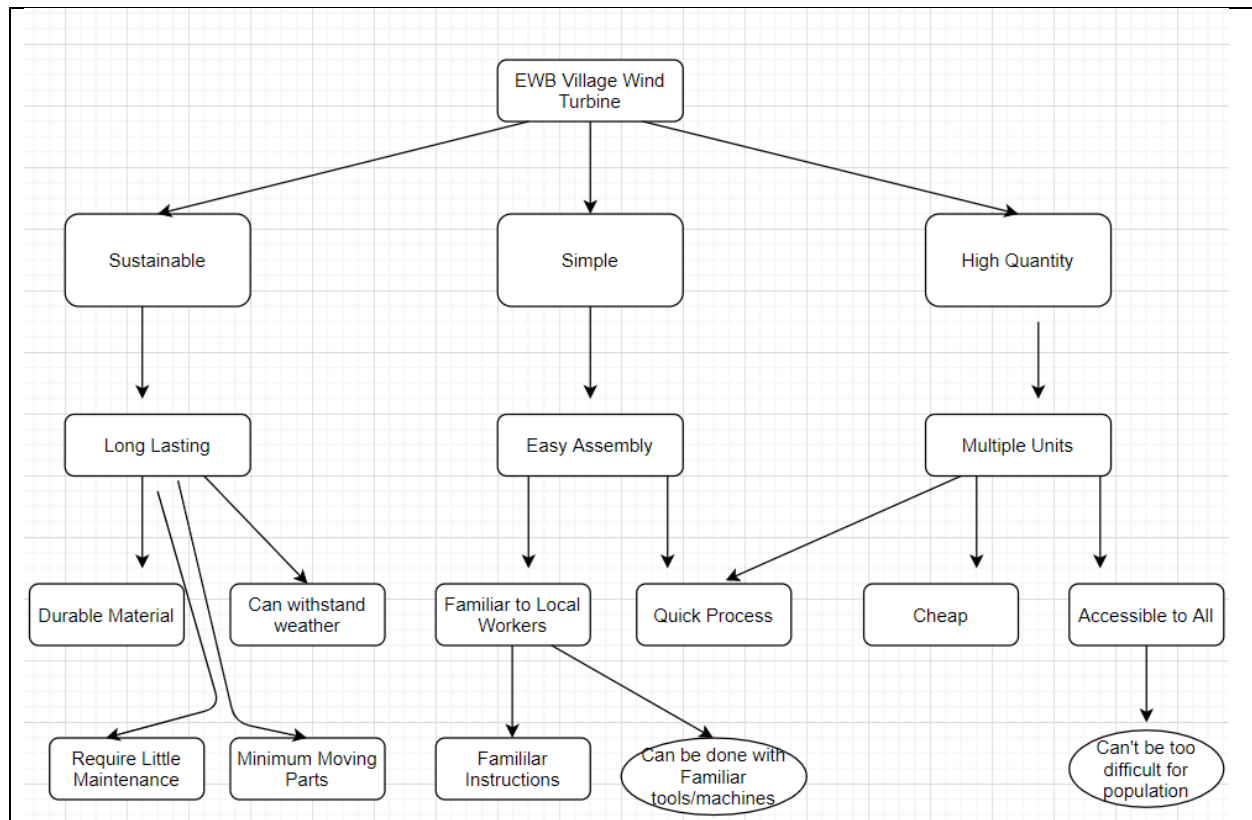 EWB Village Wind
Turbine
Sustainable
Simple
High Quantity
Long Lasting
Easy Assembly
Multiple Units
Durable Material
Can withstand
weather
Familiar to Local
Workers
Quick Process
Cheap
Accessible to All
Require Little
Maintenance
Minimum Moving
Parts
Famililar
Instructions
Can be done with
Familiar
tools/machines
Can't be too
difficult for
population